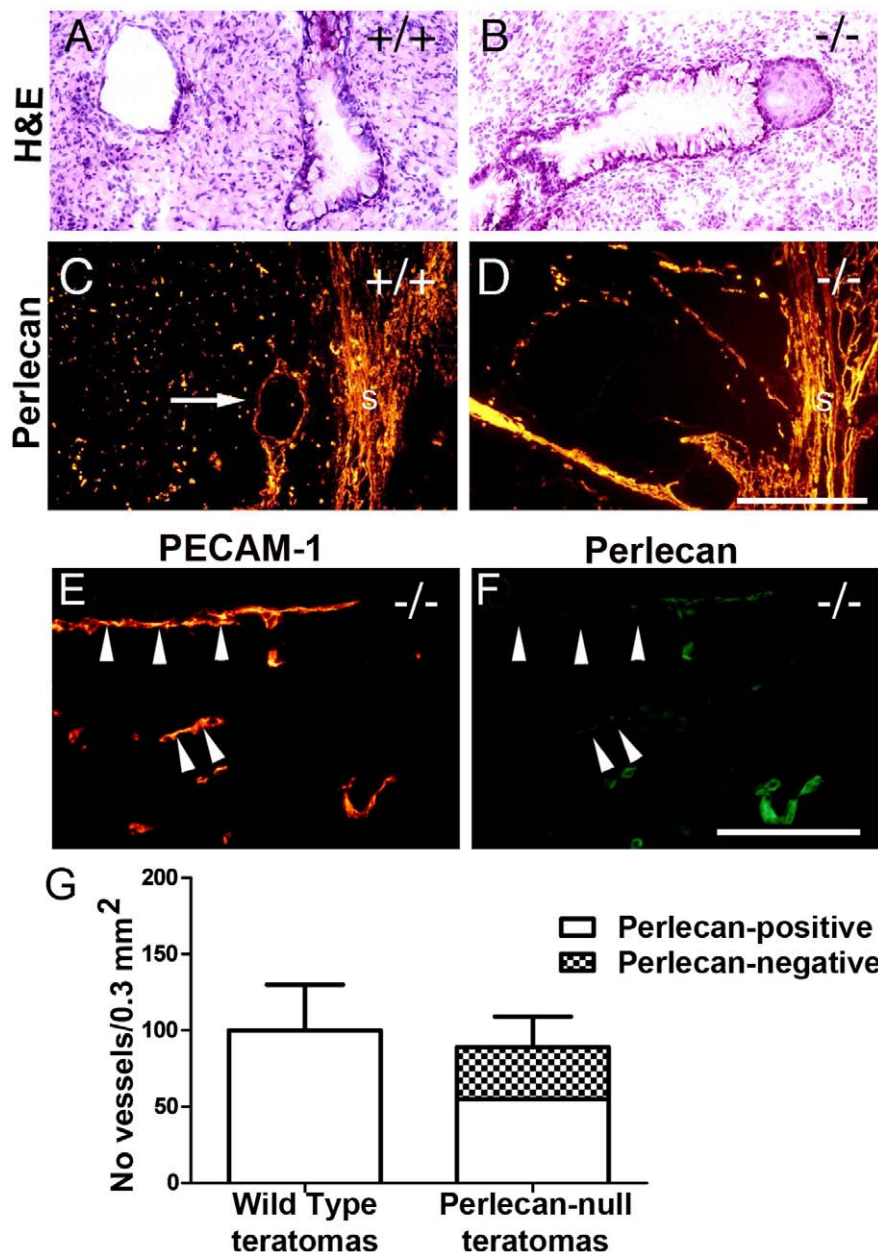 A
+/+
B
-/-
H&E
C
+/+
S
D
-/-
S
Perlecan
PECAM-1
Perlecan
E
-/-
F
-/-
G
200
150
100
50
0
No vessels/0.3 mm²
Perlecan-positive
Perlecan-negative
Wild Type
teratomas
Perlecan-null
teratomas